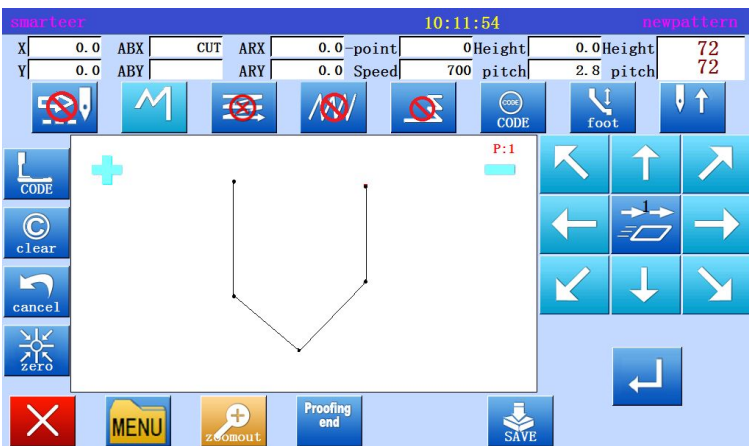 smarteer 10:11:54 newpattern
X 0.0 ABX CUT ARX 0.0 -point 0 Height 0.0 Height 72
Y 0.0 ABY ARY 0.0 Speed 700 pitch 2.8 pitch 72
CODE
CODE
foot
P:1
CODE
1
C
clear
cancel
zero
MENU
zoomout
Proofing
end
SAVE